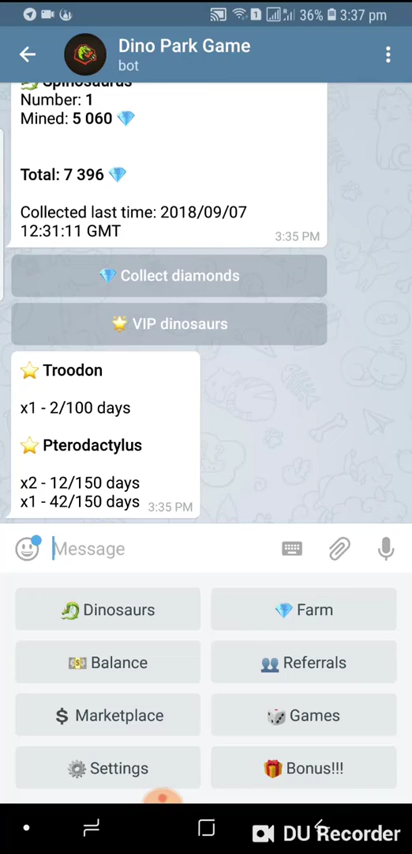 36% 3:37 pm
Dino Park Game
bot
Spinosaurus
Number: 1
Mined: 5 060
Total: 7 396
Collected last time: 2018/09/07
12:31:11 GMT
3:35 PM
Collect diamonds
VIP dinosaurs
Troodon
x1 - 2/100 days
Pterodactylus
x2 - 12/150 days
x1 - 42/150 days
3:35 PM
Message
Dinosaurs
Farm
Balance
Referrals
$ Marketplace
Games
Settings
Bonus!!!
DU Recorder